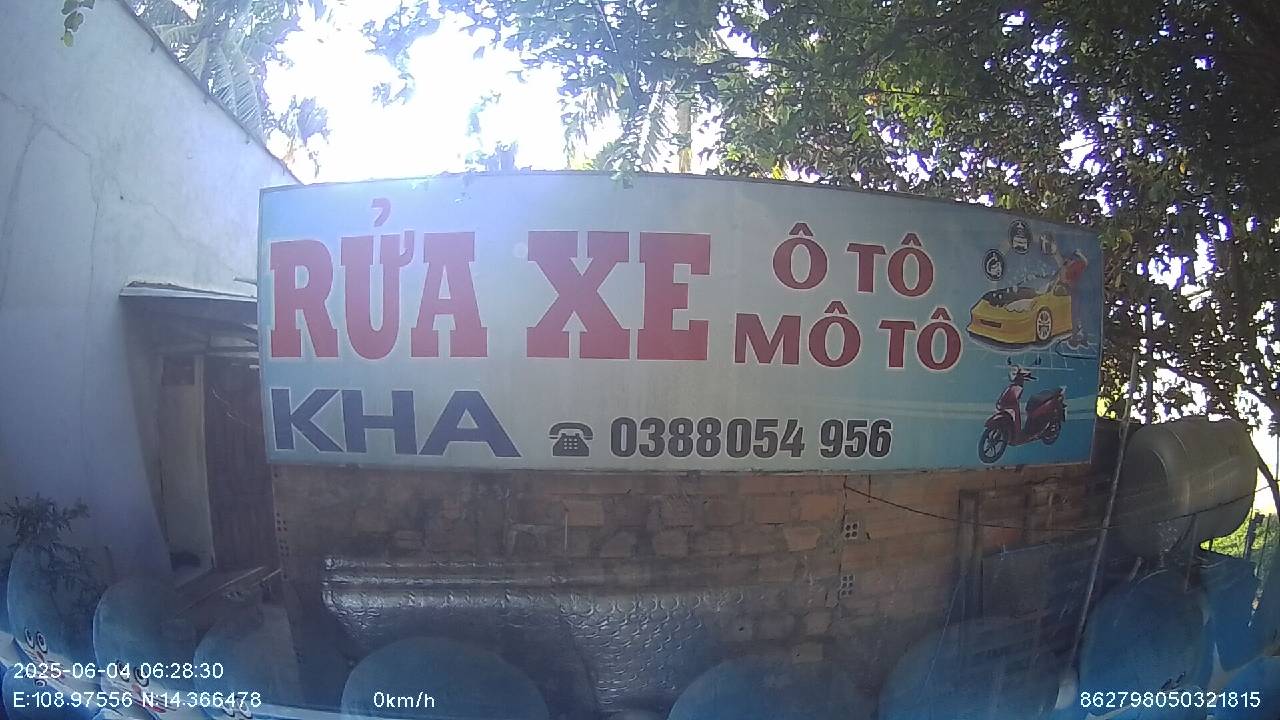 RỬA XE
Ô TÔ
MÔ TÔ
KHA
0388054 956
2025-06-04 06:28:30
E:108.97556 N:14.366478
0km/h
862798050321815